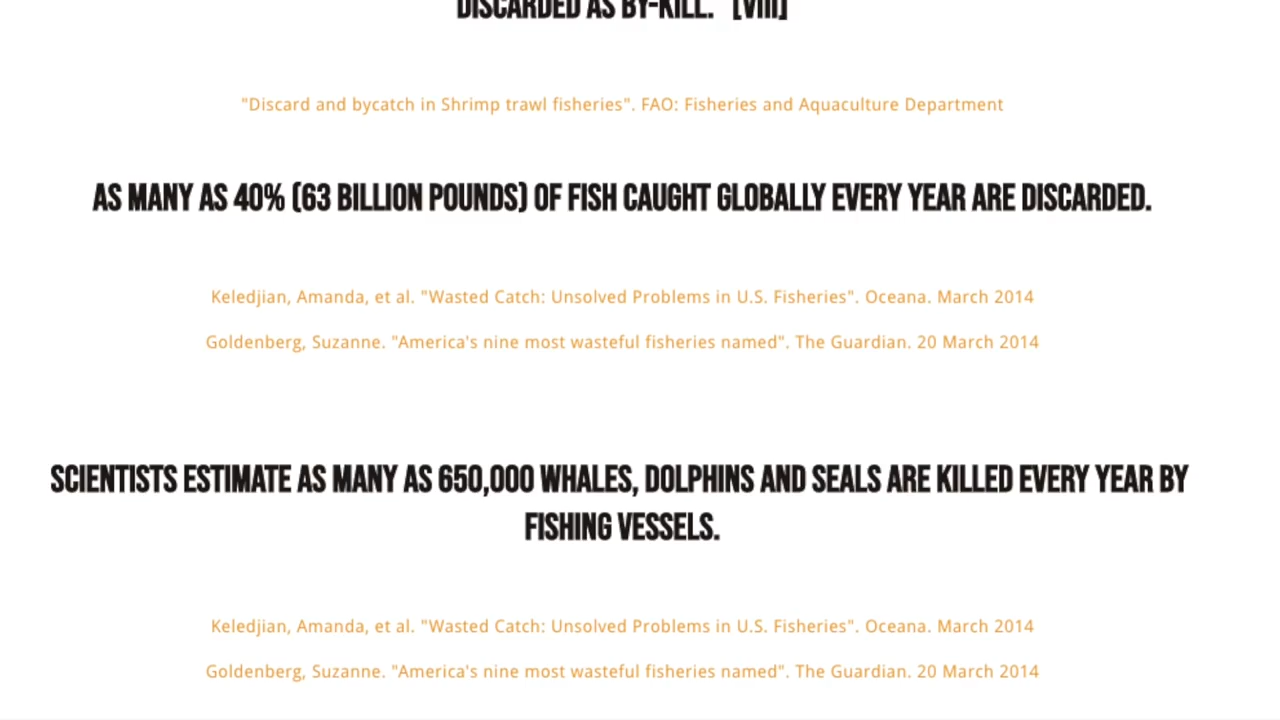 DISCARDED AS BY-KILL. [VIII]
"Discard and bycatch in Shrimp trawl fisheries". FAO: Fisheries and Aquaculture Department
AS MANY AS 40% (63 BILLION POUNDS) OF FISH CAUGHT GLOBALLY EVERY YEAR ARE DISCARDED.
Keledjian, Amanda, et al. "Wasted Catch: Unsolved Problems in U.S. Fisheries". Oceana. March 2014
Goldenberg, Suzanne. "America's nine most wasteful fisheries named". The Guardian. 20 March 2014
SCIENTISTS ESTIMATE AS MANY AS 650,000 WHALES, DOLPHINS AND SEALS ARE KILLED EVERY YEAR BY
FISHING VESSELS.
Keledjian, Amanda, et al. "Wasted Catch: Unsolved Problems in U.S. Fisheries". Oceana. March 2014
Goldenberg, Suzanne. "America's nine most wasteful fisheries named". The Guardian. 20 March 2014